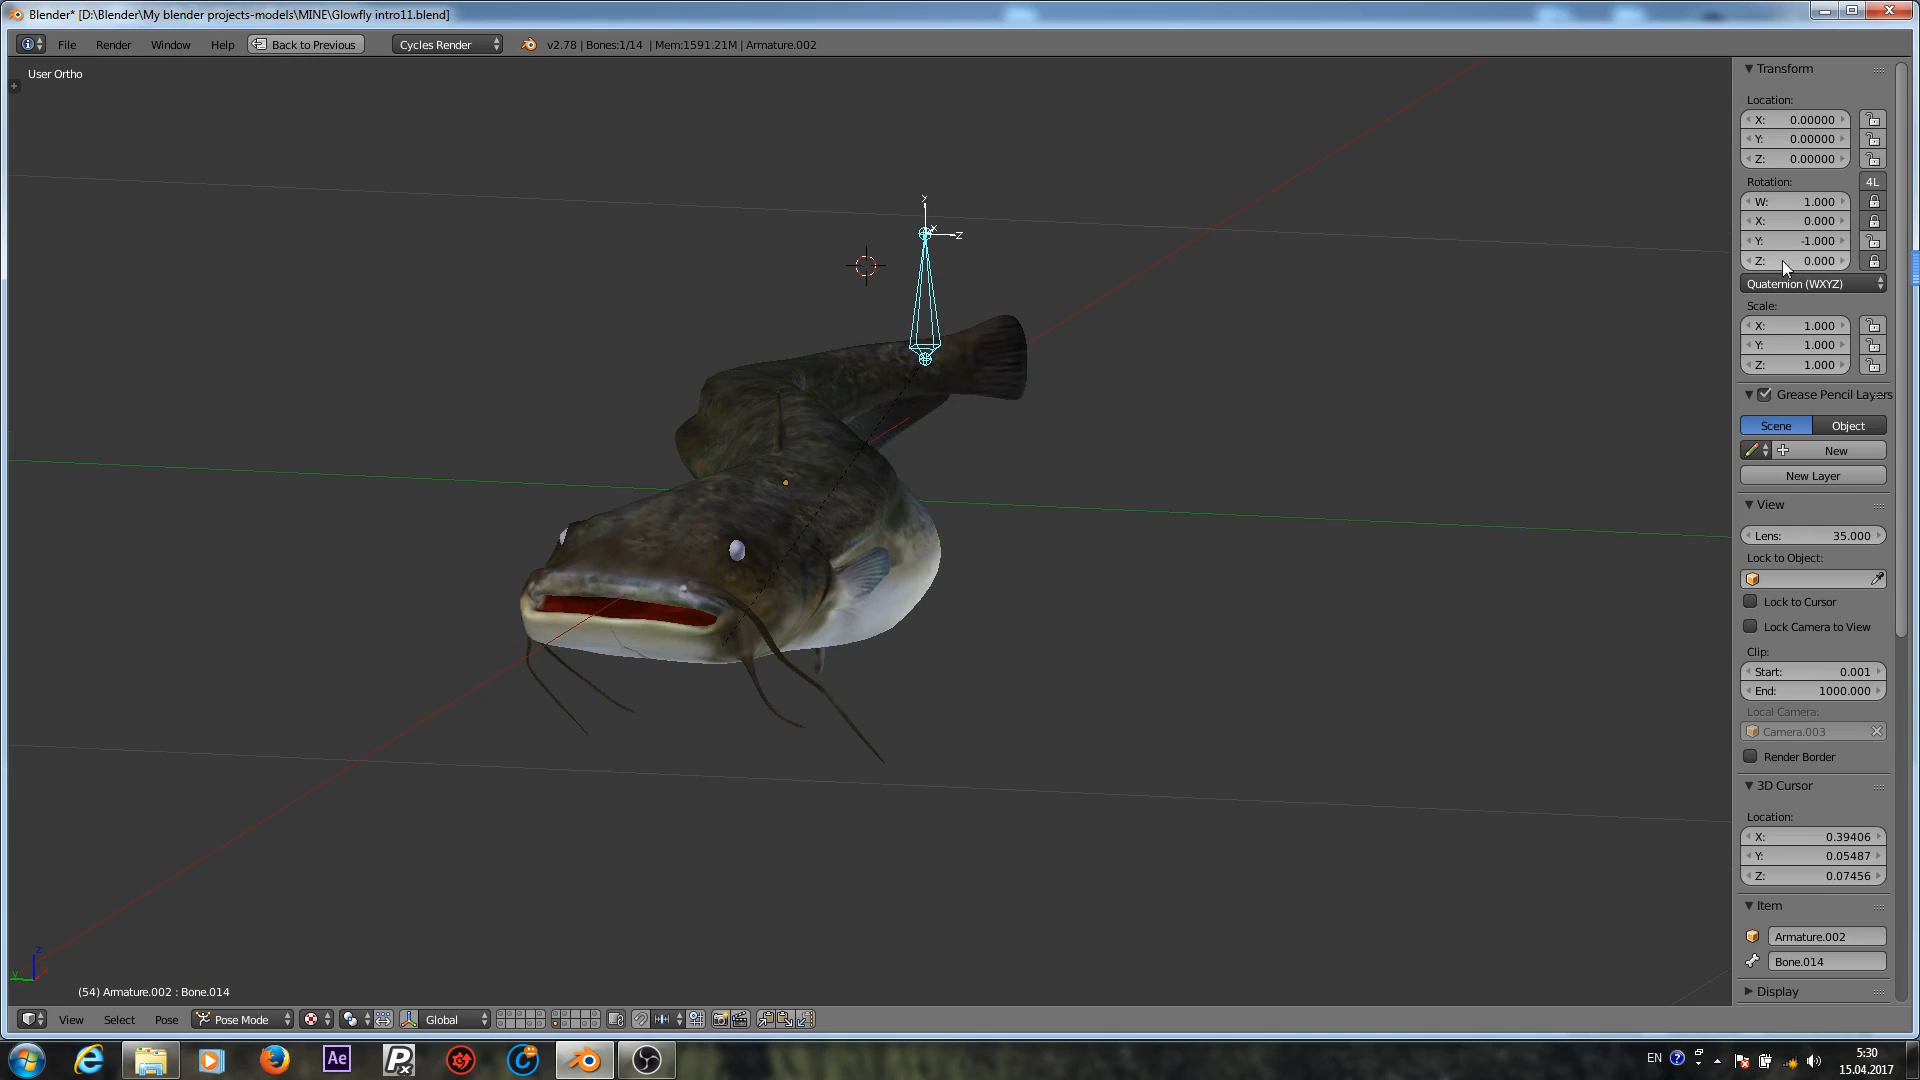 Blender* [D:\Blender\My blender projects-models\MINE\Glowfly intro11.blend]
File Render Window Help Back to Previous Cycles Render v2.78 | Bones:1/14 | Mem:1591.21M | Armature.002
User Ortho
Transform
Location:
X: 0.00000
Y: 0.00000
Z: 0.00000
Rotation: 4L
W: 1.000
X: 0.000
Y: -1.000
Z: 0.000
Quaternion (WXYZ)
Scale:
X: 1.000
Y: 1.000
Z: 1.000
Grease Pencil Layers
Scene Object
New
New Layer
View
Lens: 35.000
Lock to Object:
Lock to Cursor
Lock Camera to View
Clip:
Start: 0.001
End: 1000.000
Local Camera:
Camera.003
Render Border
3D Cursor
Location:
X: 0.39406
Y: 0.05487
Z: 0.07456
Item
Armature.002
Bone.014
Display
Y
X
Z
z
y
x
(54) Armature.002 : Bone.014
View Select Pose Pose Mode Global
Ae Px EN 5:30
15.04.2017